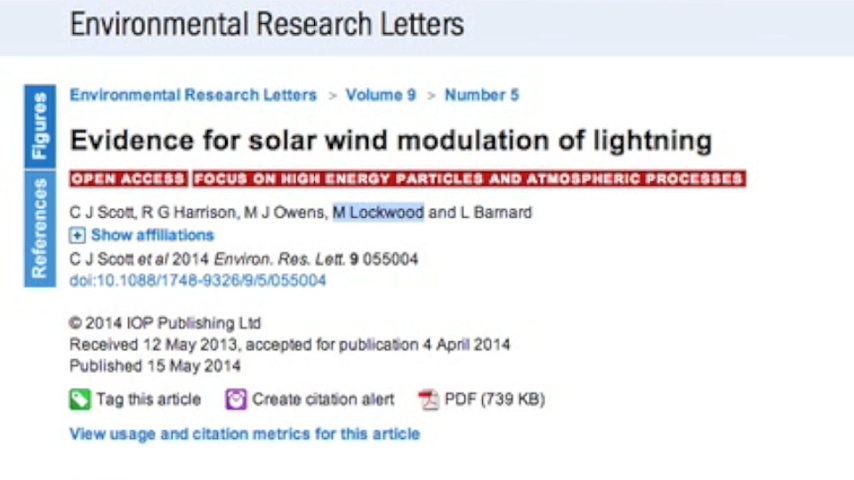 Environmental Research Letters
Figures
References
Environmental Research Letters > Volume 9 > Number 5
Evidence for solar wind modulation of lightning
OPEN ACCESS FOCUS ON HIGH ENERGY PARTICLES AND ATMOSPHERIC PROCESSES
C J Scott, R G Harrison, M J Owens, M Lockwood and L Barnard
+ Show affiliations
C J Scott et al 2014 Environ. Res. Lett. 9 055004
doi:10.1088/1748-9326/9/5/055004
© 2014 IOP Publishing Ltd
Received 12 May 2013, accepted for publication 4 April 2014
Published 15 May 2014
Tag this article Create citation alert PDF (739 KB)
View usage and citation metrics for this article